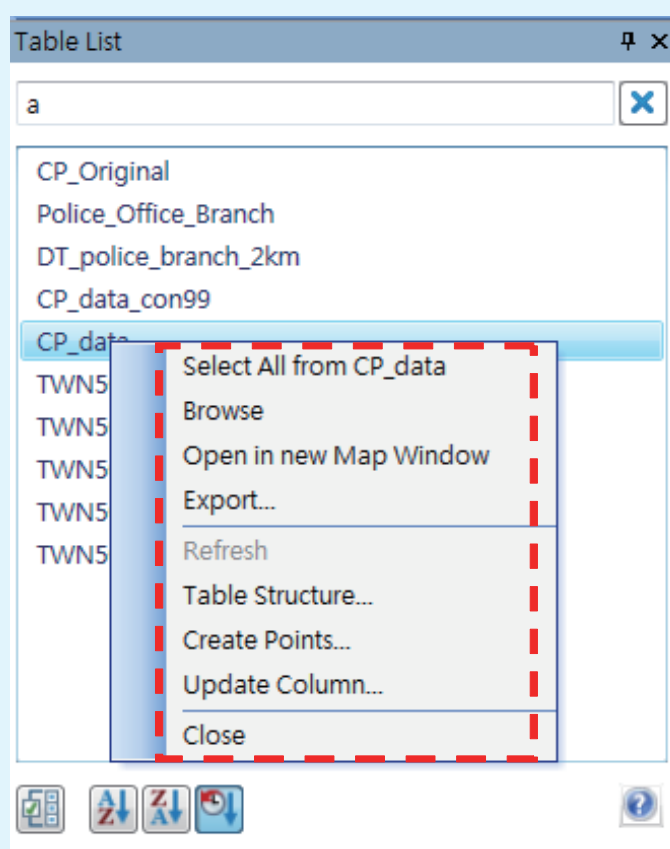 Table List
a
CP_Original
Police_Office_Branch
DT_police_branch_2km
CP_data_con99
CP_data
TWN5
TWN5
TWN5
TWN5
TWN5
Select All from CP_data
Browse
Open in new Map Window
Export...
Refresh
Table Structure...
Create Points...
Update Column...
Close